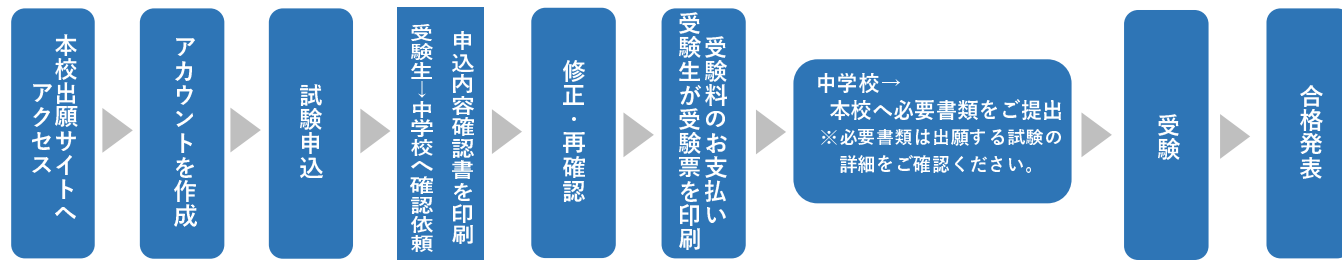 本校出願サイトへ
アクセス
アカウントを作成
試験申込
申込内容確認書を印刷
受験生→中学校へ確認依頼
修正・再確認
受験料のお支払い
受験生が受験票を印刷
中学校→
本校へ必要書類をご提出
※必要書類は出願する試験の
詳細をご確認ください。
受験
合格発表